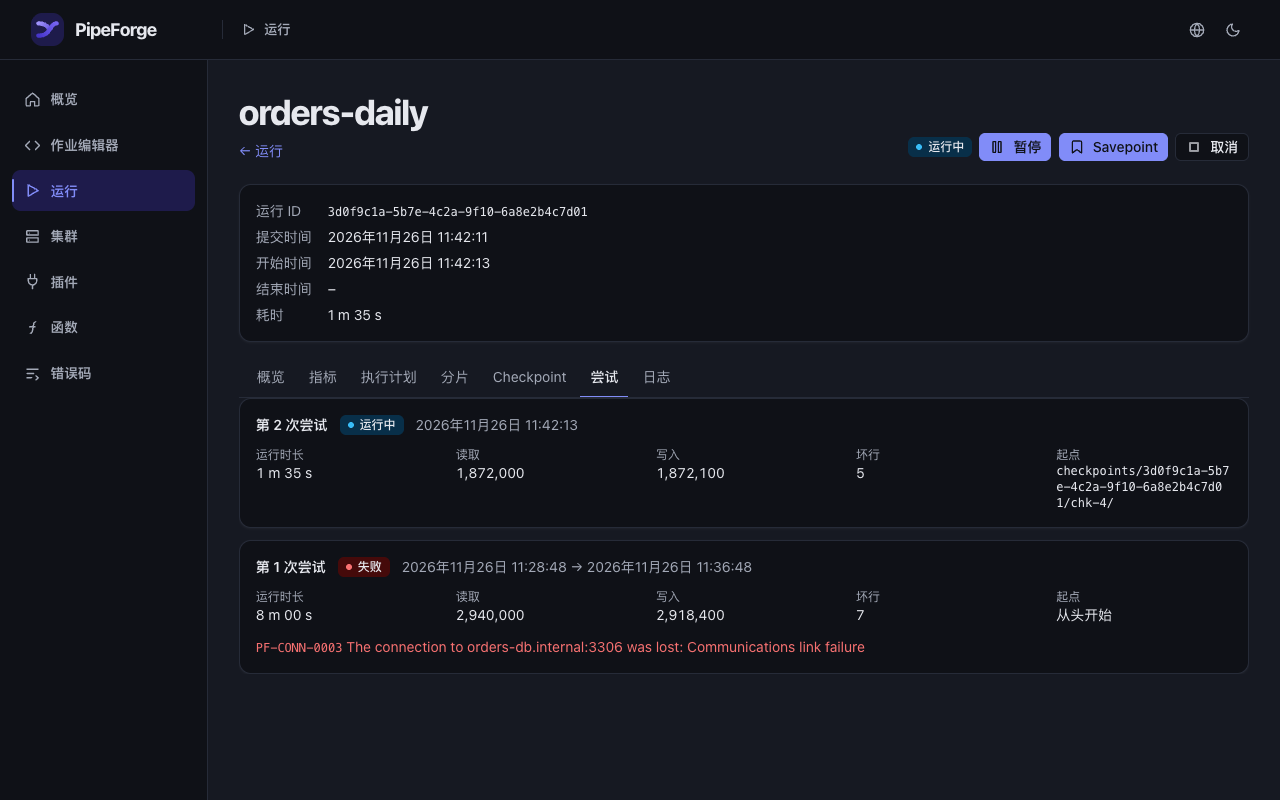 PipeForge
运行
概览
作业编辑器
运行
集群
插件
函数
错误码
orders-daily
← 运行
运行中
暂停
Savepoint
取消
运行 ID 3d0f9c1a-5b7e-4c2a-9f10-6a8e2b4c7d01
提交时间 2026年11月26日 11:42:11
开始时间 2026年11月26日 11:42:13
结束时间 –
耗时 1 m 35 s
概览 指标 执行计划 分片 Checkpoint 尝试 日志
第 2 次尝试 运行中 2026年11月26日 11:42:13
运行时长 读取 写入 坏行 起点
1 m 35 s 1,872,000 1,872,100 5 checkpoints/3d0f9c1a-5b7
e-4c2a-9f10-6a8e2b4c7d0
1/chk-4/
第 1 次尝试 失败 2026年11月26日 11:28:48 → 2026年11月26日 11:36:48
运行时长 读取 写入 坏行 起点
8 m 00 s 2,940,000 2,918,400 7 从头开始
PF-CONN-0003 The connection to orders-db.internal:3306 was lost: Communications link failure